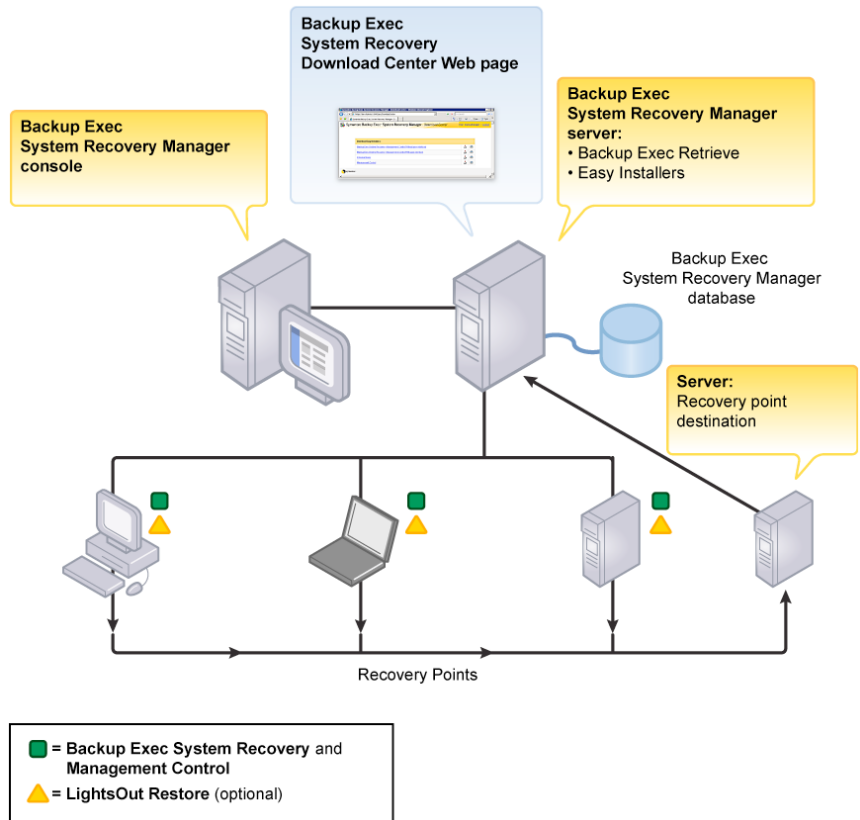 Backup Exec
System Recovery
Download Center Web page
Backup Exec
System Recovery Manager
console
Backup Exec
System Recovery Manager
server:
• Backup Exec Retrieve
• Easy Installers
Backup Exec
System Recovery Manager
database
Server:
Recovery point
destination
Recovery Points
= Backup Exec System Recovery and
Management Control
= LightsOut Restore (optional)